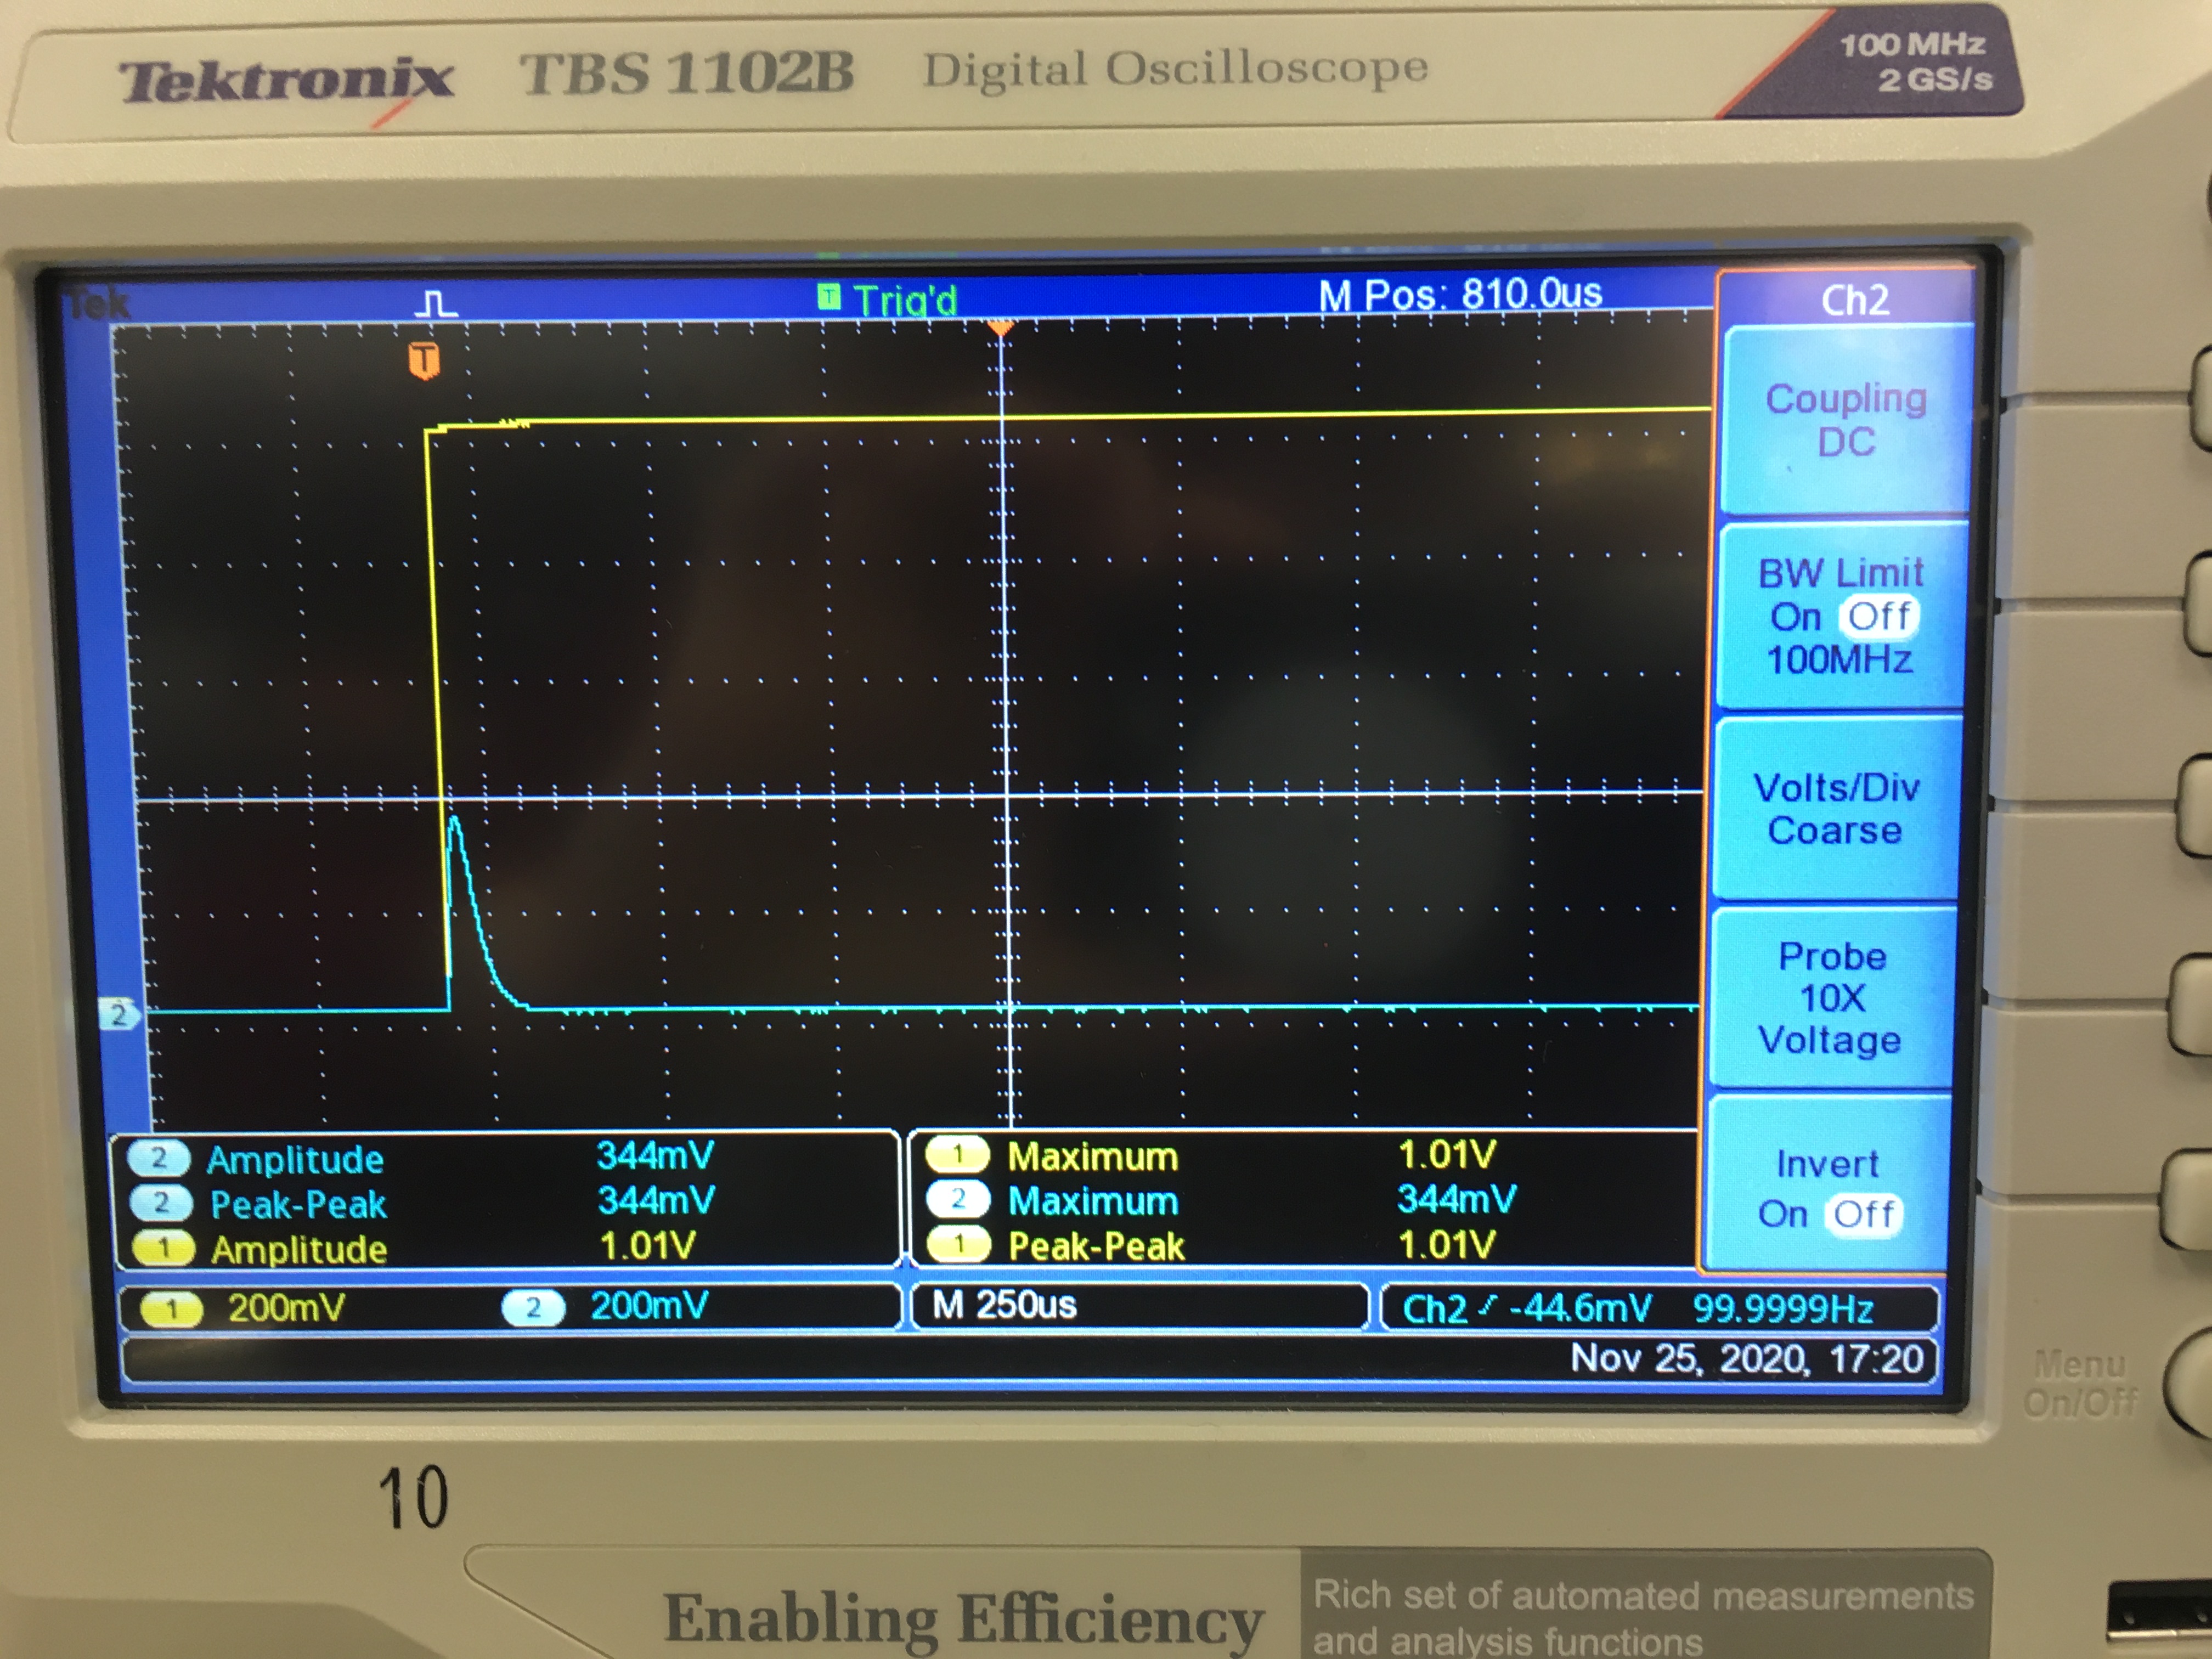 Tektronix TBS 1102B Digital Oscilloscope
100 MHz
2 GS/s
Tek T Trig'd M Pos: 810.0us
Ch2
T
Coupling
DC
BW Limit
On Off
100MHz
Volts/Div
Coarse
2
Probe
10X
Voltage
Invert
On Off
2 Amplitude 344mV
2 Peak-Peak 344mV
1 Amplitude 1.01V
1 Maximum 1.01V
2 Maximum 344mV
1 Peak-Peak 1.01V
1 200mV 2 200mV M 250us Ch2 -44.6mV 99.9999Hz
Nov 25, 2020, 17:20
Menu
On/Off
10
Enabling Efficiency
Rich set of automated measurements
and analysis functions